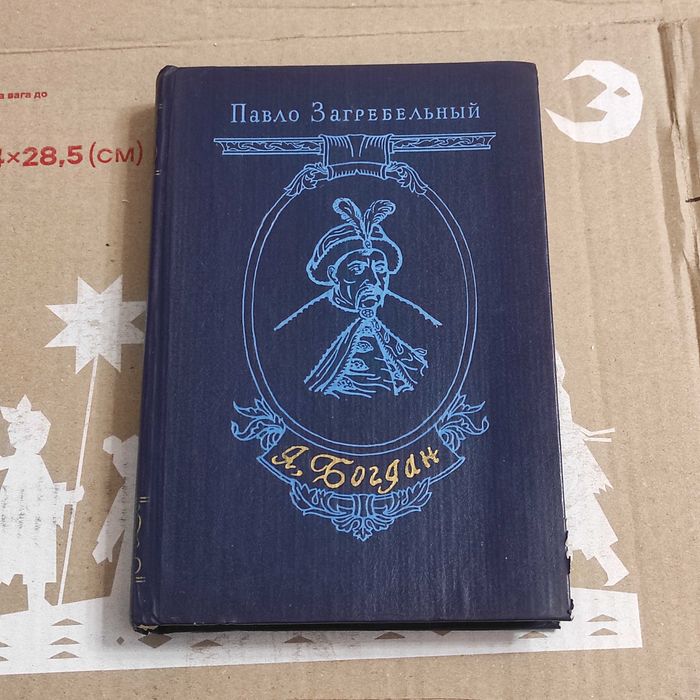 Павло Загребельный
Я, Богдан
а вага до
4×28,5 (см)